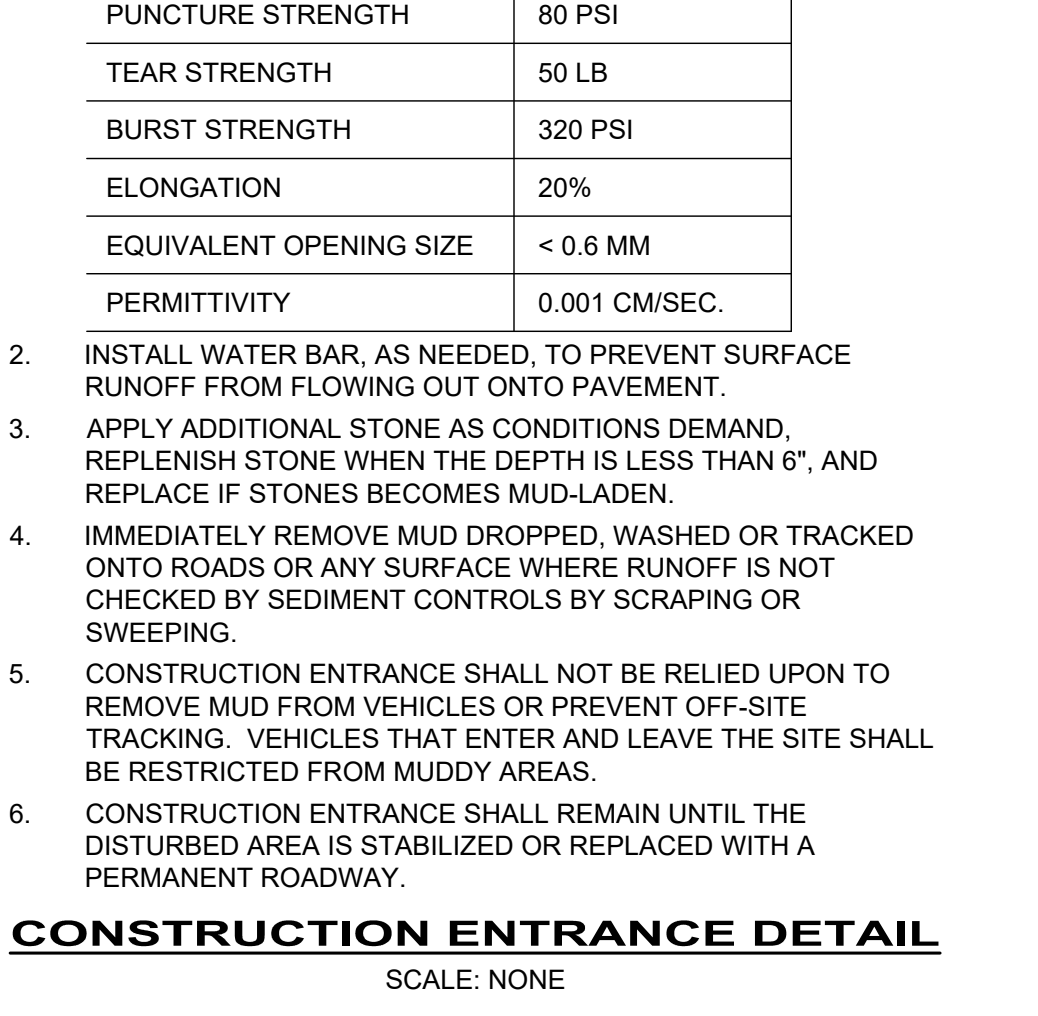 PUNCTURE STRENGTH 80 PSI
TEAR STRENGTH 50 LB
BURST STRENGTH 320 PSI
ELONGATION 20%
EQUIVALENT OPENING SIZE < 0.6 MM
PERMITTIVITY 0.001 CM/SEC.
2. INSTALL WATER BAR, AS NEEDED, TO PREVENT SURFACE
RUNOFF FROM FLOWING OUT ONTO PAVEMENT.
3. APPLY ADDITIONAL STONE AS CONDITIONS DEMAND,
REPLENISH STONE WHEN THE DEPTH IS LESS THAN 6", AND
REPLACE IF STONES BECOMES MUD-LADEN.
4. IMMEDIATELY REMOVE MUD DROPPED, WASHED OR TRACKED
ONTO ROADS OR ANY SURFACE WHERE RUNOFF IS NOT
CHECKED BY SEDIMENT CONTROLS BY SCRAPING OR
SWEEPING.
5. CONSTRUCTION ENTRANCE SHALL NOT BE RELIED UPON TO
REMOVE MUD FROM VEHICLES OR PREVENT OFF-SITE
TRACKING. VEHICLES THAT ENTER AND LEAVE THE SITE SHALL
BE RESTRICTED FROM MUDDY AREAS.
6. CONSTRUCTION ENTRANCE SHALL REMAIN UNTIL THE
DISTURBED AREA IS STABILIZED OR REPLACED WITH A
PERMANENT ROADWAY.
CONSTRUCTION ENTRANCE DETAIL
SCALE: NONE